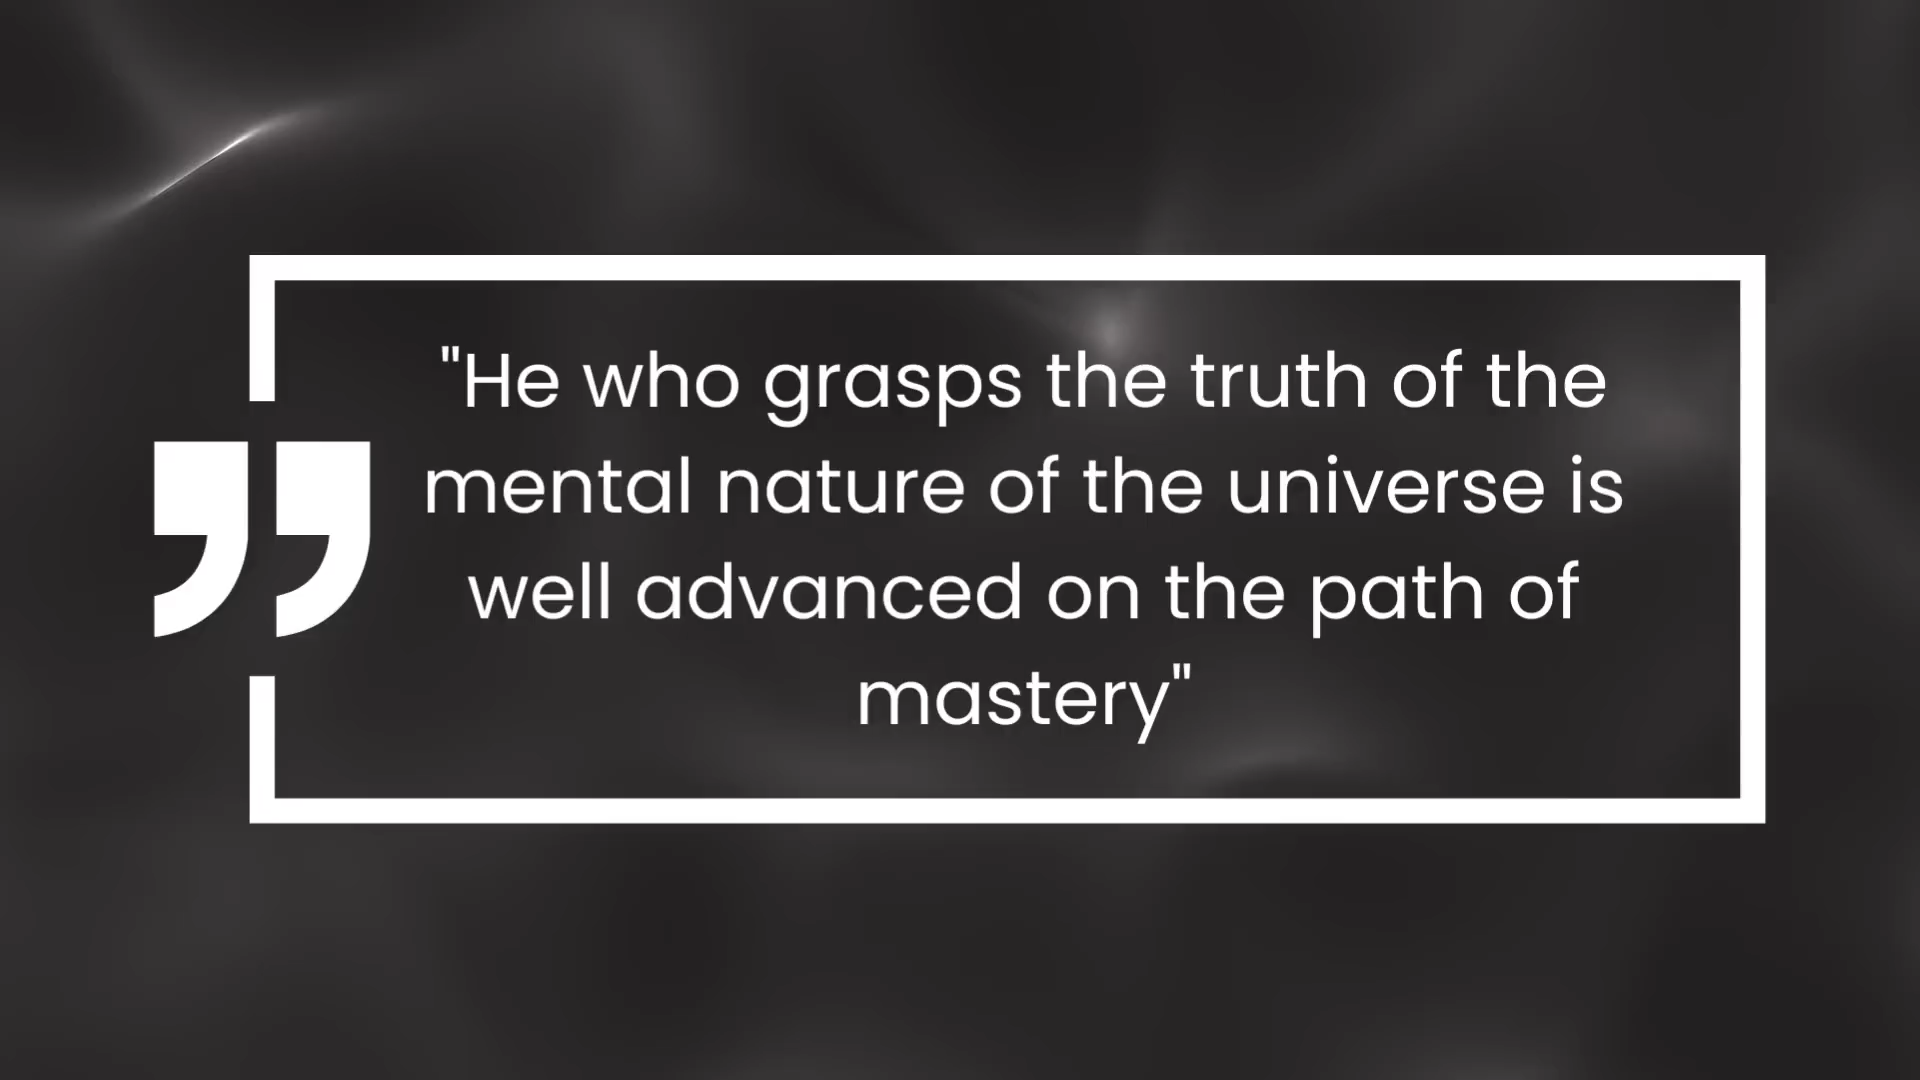 "He who grasps the truth of the
mental nature of the universe is
well advanced on the path of
mastery"